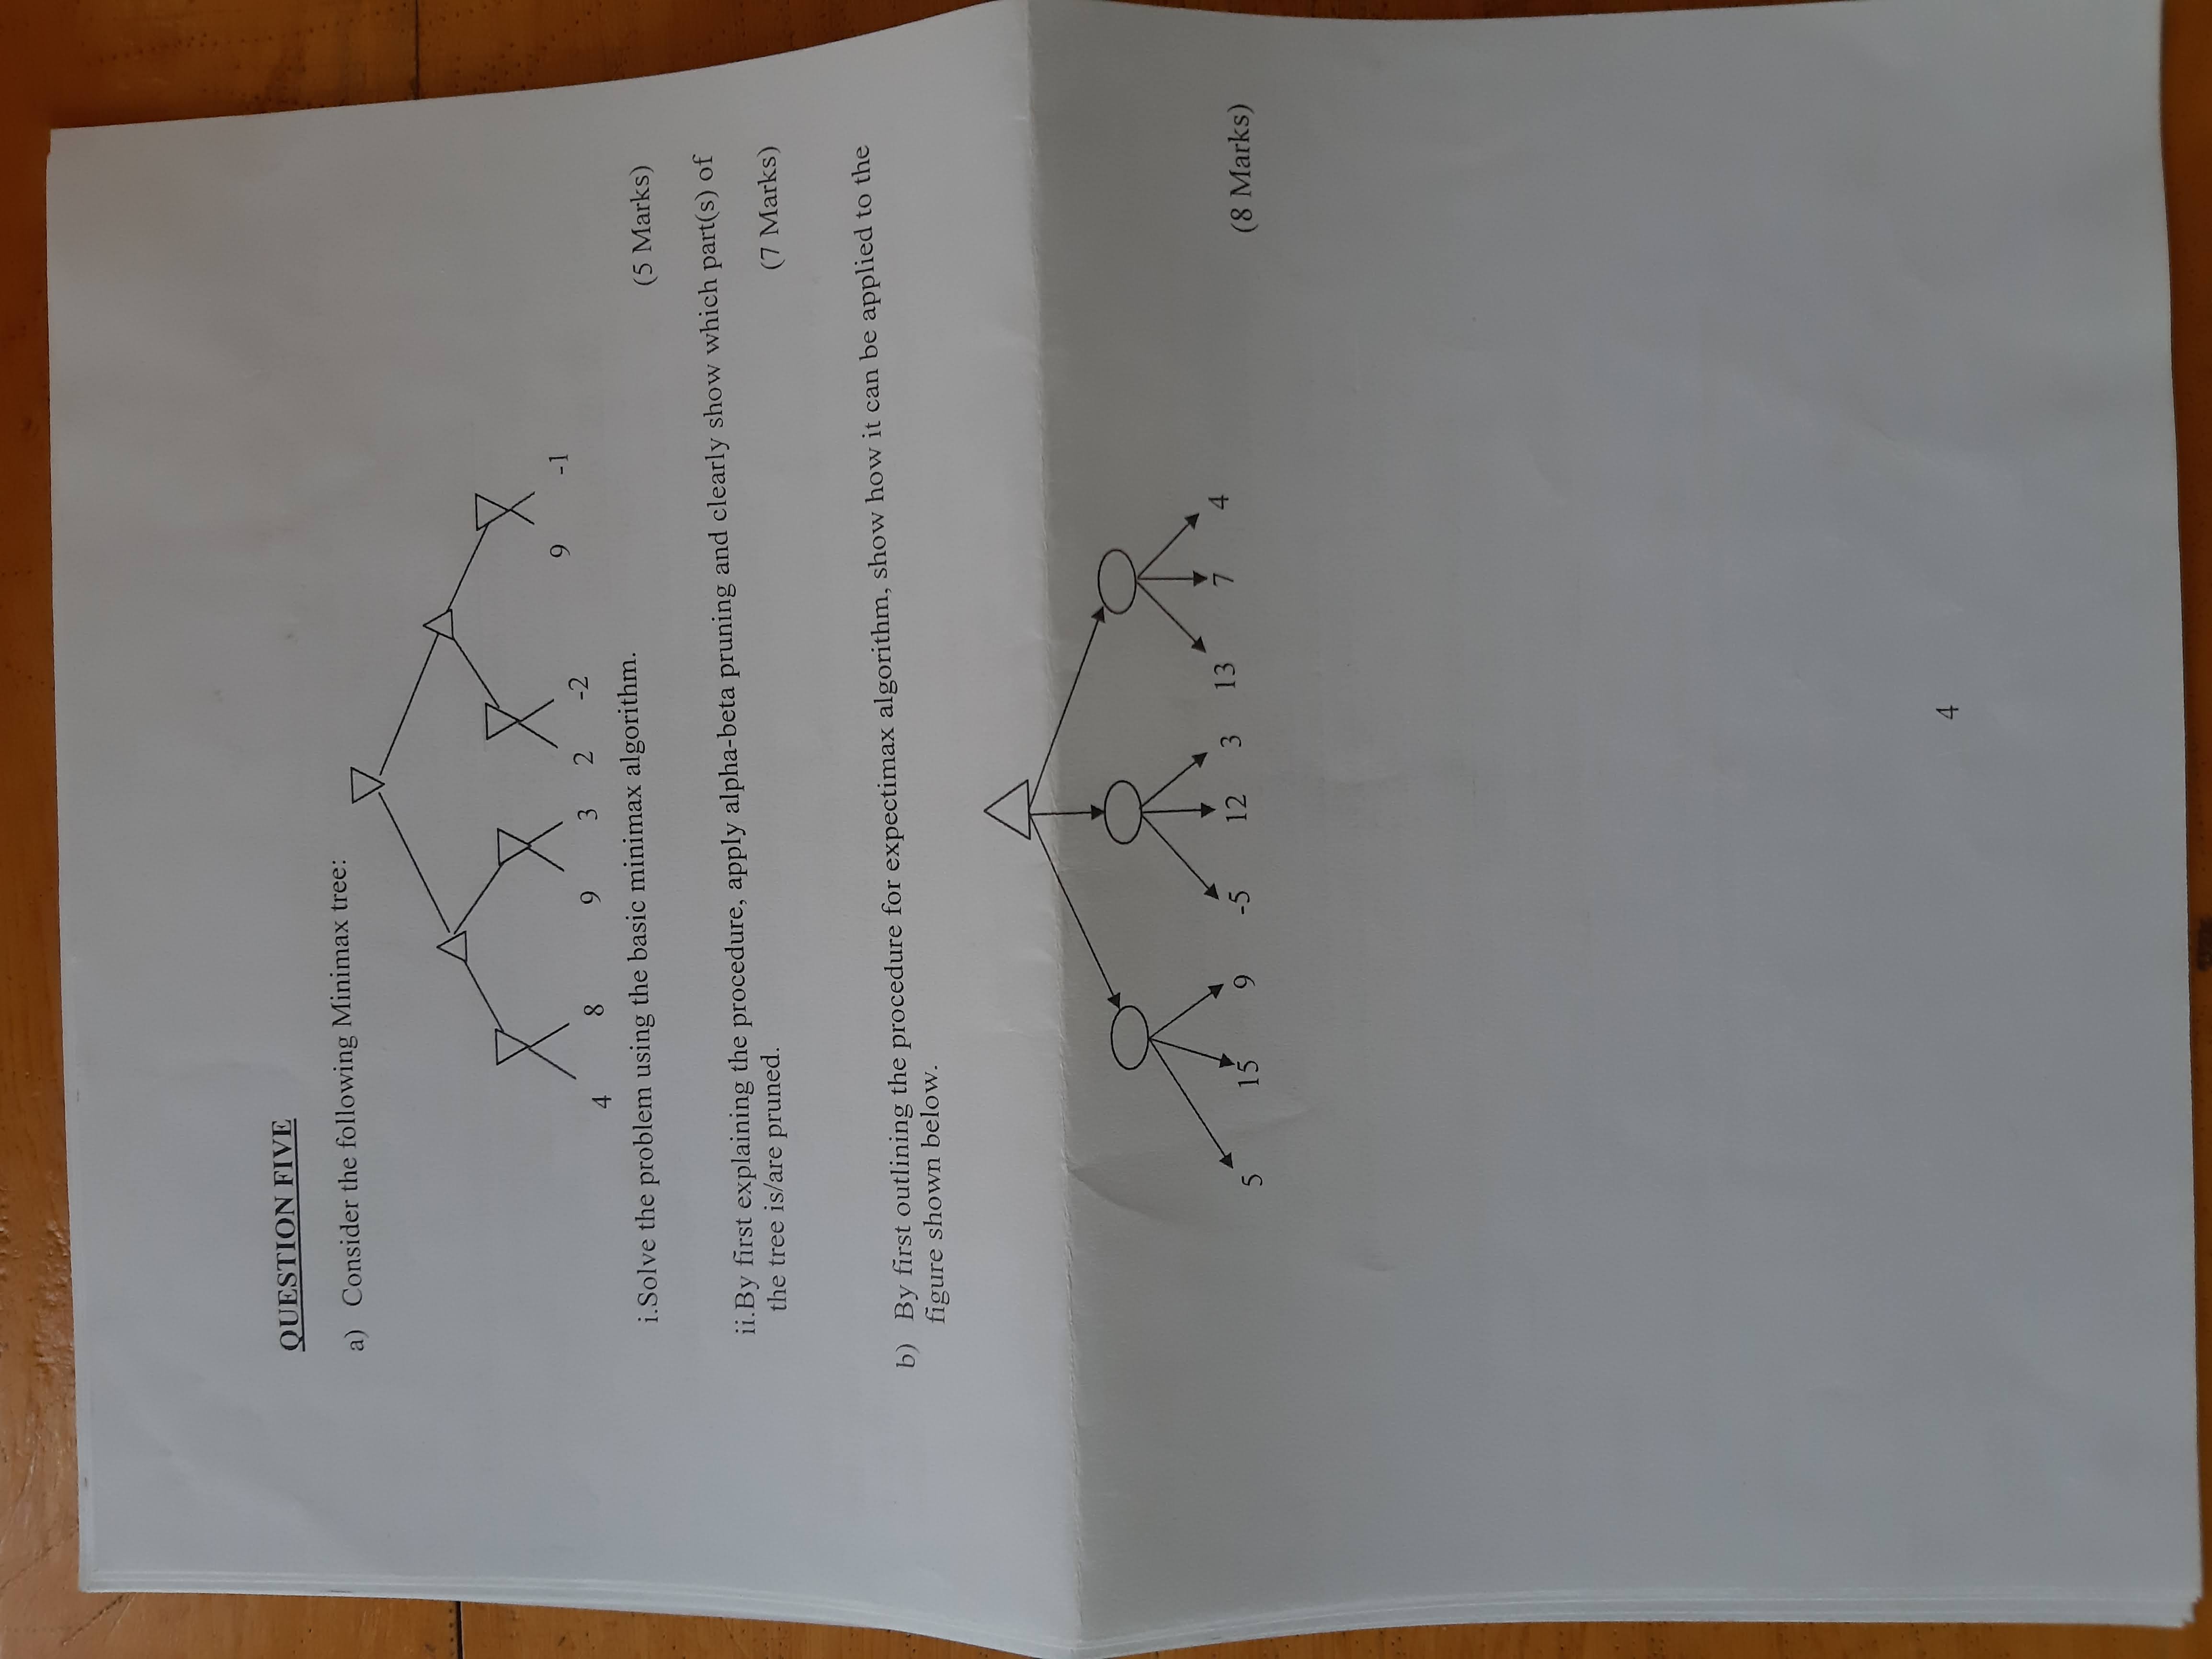 QUESTION FIVE
a) Consider the following Minimax tree:
4 8 9 3 2 -2 9 -1
i.Solve the problem using the basic minimax algorithm.
(5 Marks)
ii.By first explaining the procedure, apply alpha-beta pruning and clearly show which part(s) of
the tree is/are pruned.
(7 Marks)
b) By first outlining the procedure for expectimax algorithm, show how it can be applied to the
figure shown below.
5 15 9 -5 12 3 13 7 4
(8 Marks)
4